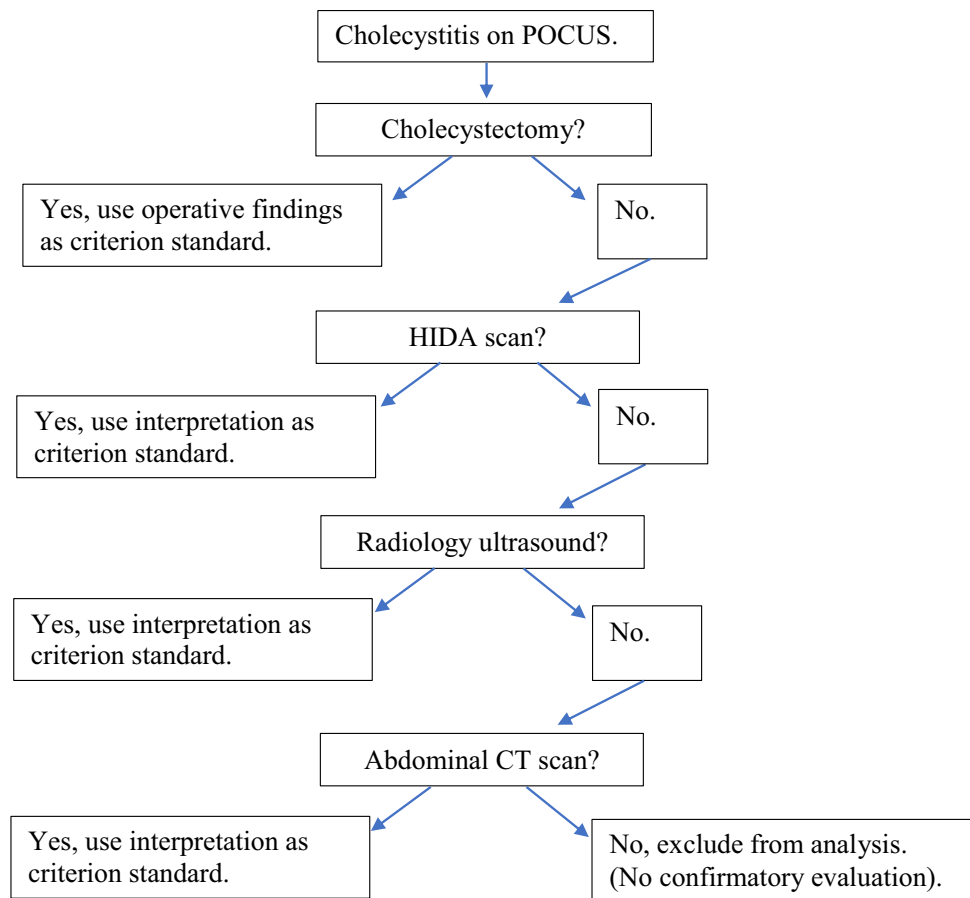 Cholecystitis on POCUS.
Cholecystectomy?
Yes, use operative findings
as criterion standard.
No.
HIDA scan?
Yes, use interpretation as
criterion standard.
No.
Radiology ultrasound?
Yes, use interpretation as
criterion standard.
No.
Abdominal CT scan?
Yes, use interpretation as
criterion standard.
No, exclude from analysis.
(No confirmatory evaluation).